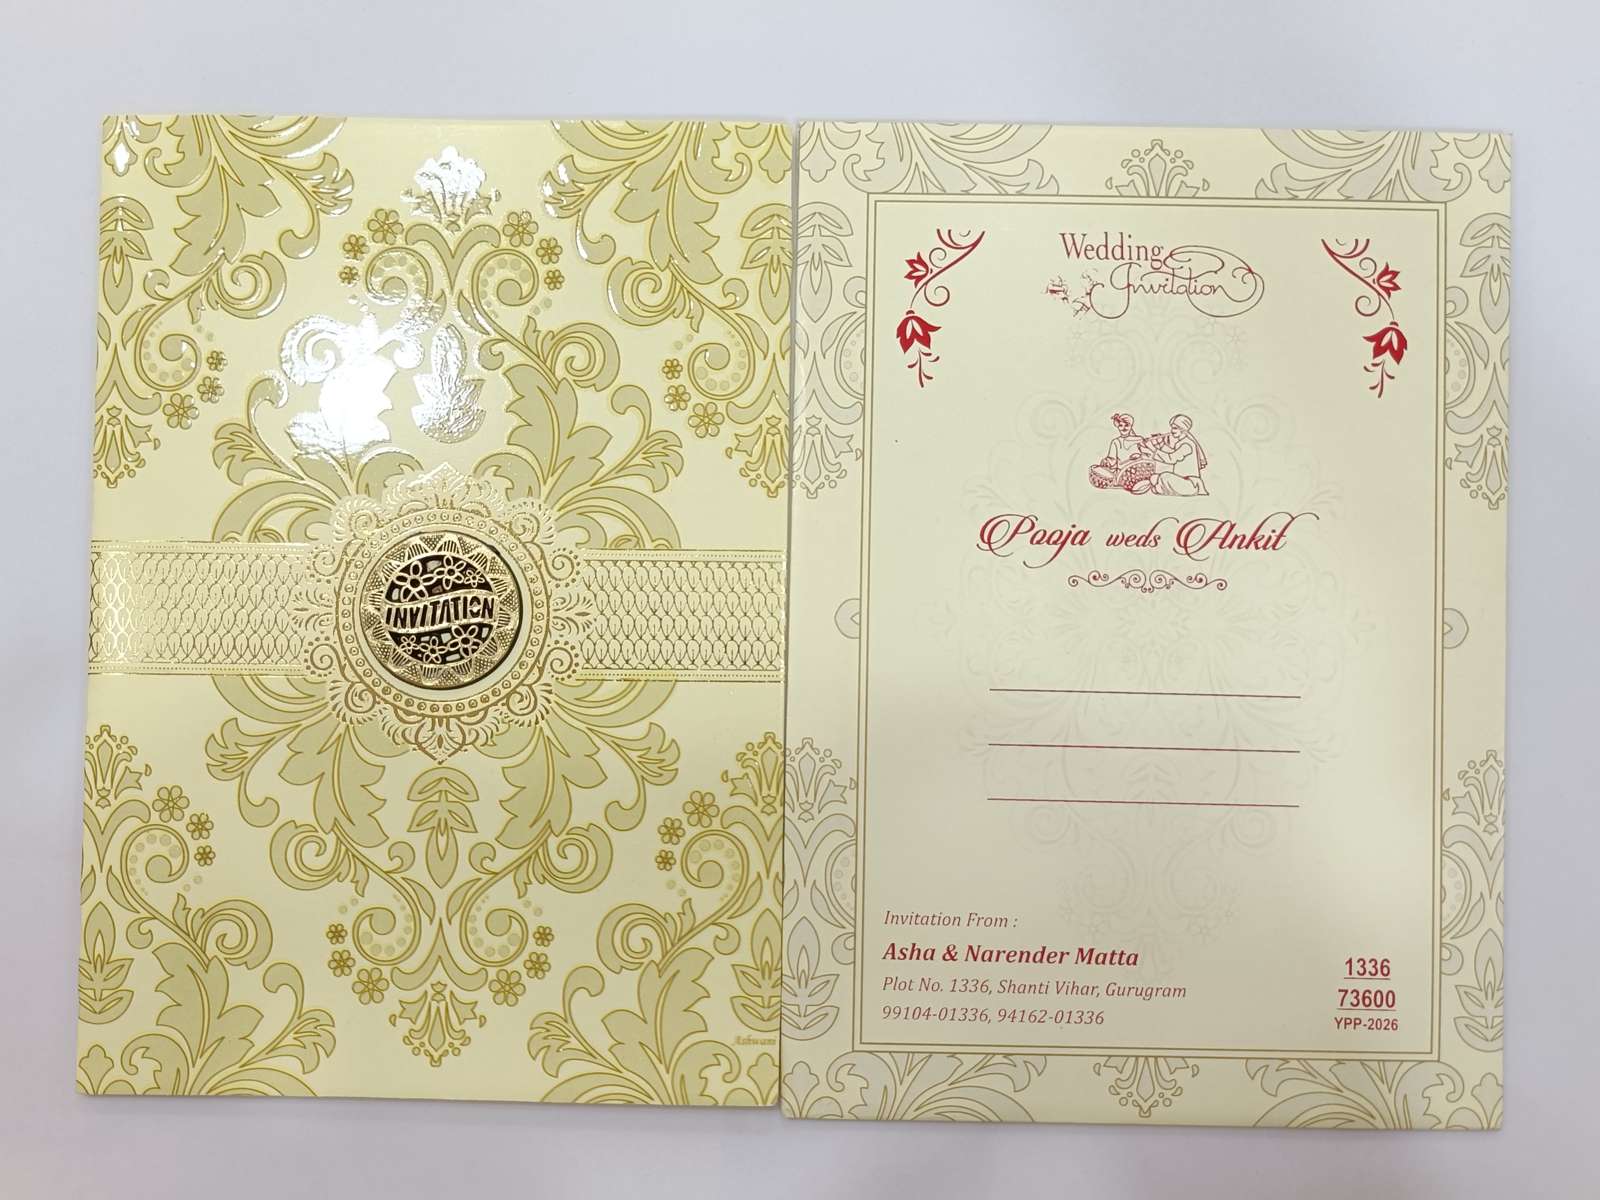 INVITATION
Ashwani
Wedding
Invitation
Pooja weds Ankit
Invitation From :
Asha & Narender Matta
Plot No. 1336, Shanti Vihar, Gurugram
99104-01336, 94162-01336
1336
73600
YPP-2026